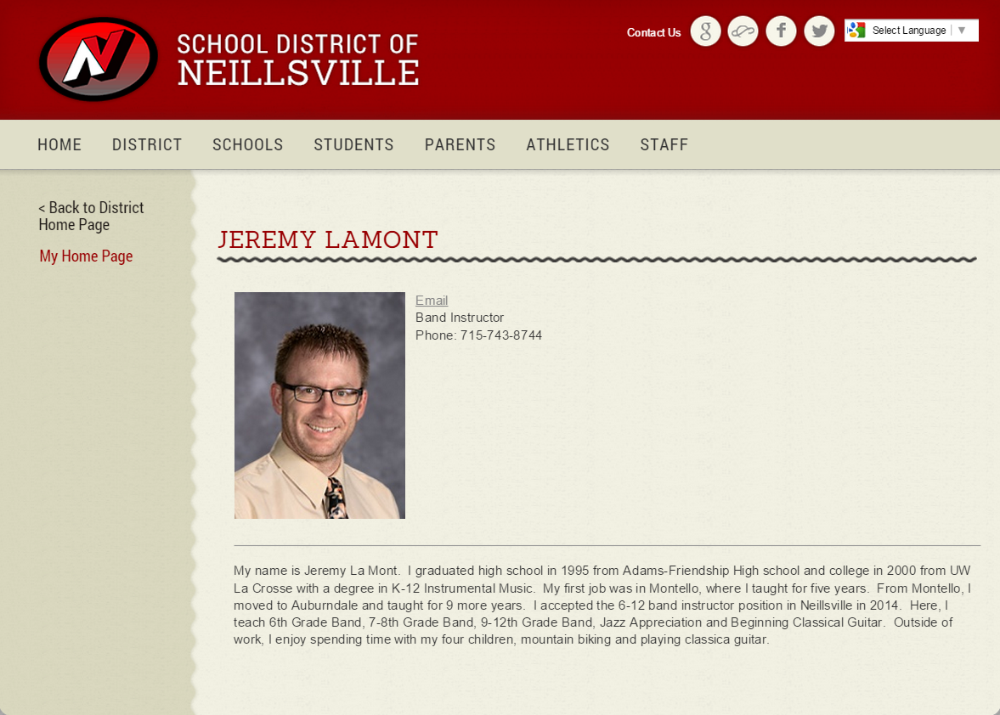 SCHOOL DISTRICT OF
NEILLSVILLE
Contact Us
Select Language ▼
HOME DISTRICT SCHOOLS STUDENTS PARENTS ATHLETICS STAFF
< Back to District
Home Page
My Home Page
JEREMY LAMONT
Email
Band Instructor
Phone: 715-743-8744
My name is Jeremy La Mont.  I graduated high school in 1995 from Adams-Friendship High school and college in 2000 from UW
La Crosse with a degree in K-12 Instrumental Music.  My first job was in Montello, where I taught for five years.  From Montello, I
moved to Auburndale and taught for 9 more years.  I accepted the 6-12 band instructor position in Neillsville in 2014.  Here, I
teach 6th Grade Band, 7-8th Grade Band, 9-12th Grade Band, Jazz Appreciation and Beginning Classical Guitar.  Outside of
work, I enjoy spending time with my four children, mountain biking and playing classica guitar.